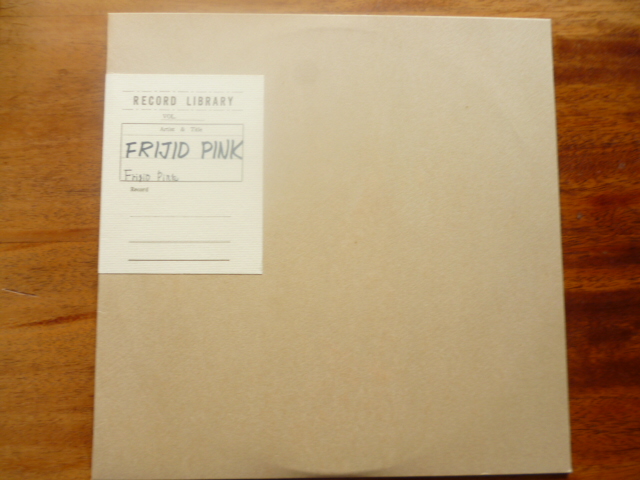 RECORD LIBRARY
VOL.
Artist & Title
FRIJID PINK
FRIJID PINK
Record